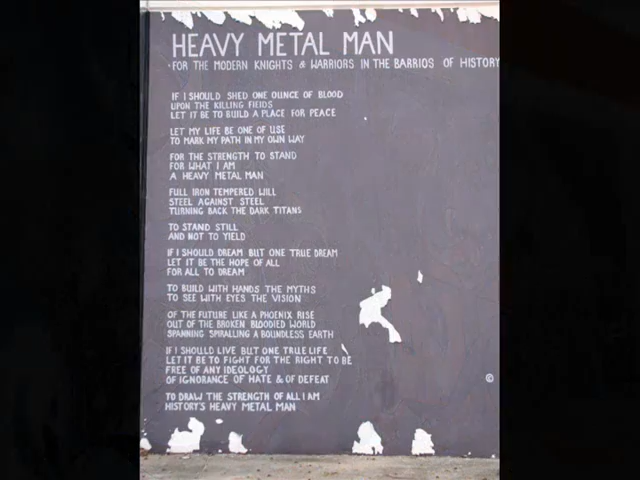 HEAVY METAL MAN
·FOR THE MODERN KNIGHTS & WARRIORS IN THE BARRIOS OF HISTORY
IF I SHOULD SHED ONE OUNCE OF BLOOD
UPON THE KILLING FIELDS
LET IT BE TO BUILD A PLACE FOR PEACE
LET MY LIFE BE ONE OF USE
TO MARK MY PATH IN MY OWN WAY
FOR THE STRENGTH TO STAND
FOR WHAT I AM
A HEAVY METAL MAN
FULL IRON TEMPERED WILL
STEEL AGAINST STEEL
TURNING BACK THE DARK TITANS
TO STAND STILL
AND NOT TO YIELD
IF I SHOULD DREAM BUT ONE TRUE DREAM
LET IT BE THE HOPE OF ALL
FOR ALL TO DREAM
TO BUILD WITH HANDS THE MYTHS
TO SEE WITH EYES THE VISION
OF THE FUTURE LIKE A PHOENIX RISE
OUT OF THE BROKEN BLOODIED WORLD
SPANNING SPIRALLING A BOUNDLESS EARTH
IF I SHOULD LIVE BUT ONE TRUE LIFE
LET IT BE TO FIGHT FOR THE RIGHT TO BE
FREE OF ANY IDEOLOGY
OF IGNORANCE OF HATE & OF DEFEAT
©
TO DRAW THE STRENGTH OF ALL I AM
HISTORY'S HEAVY METAL MAN